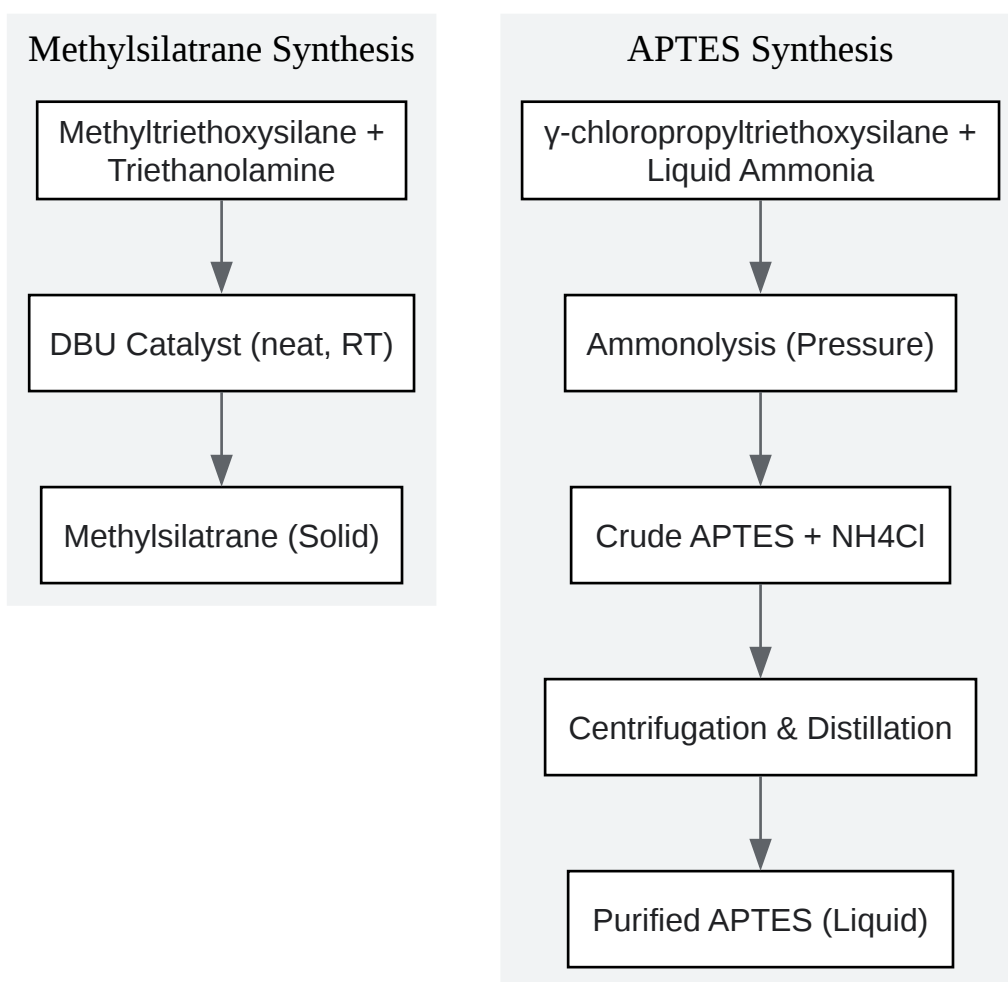 Methylsilatrane Synthesis
Methyltriethoxysilane +
Triethanolamine
DBU Catalyst (neat, RT)
Methylsilatrane (Solid)
APTES Synthesis
γ-chloropropyltriethoxysilane +
Liquid Ammonia
Ammonolysis (Pressure)
Crude APTES + NH4Cl
Centrifugation & Distillation
Purified APTES (Liquid)